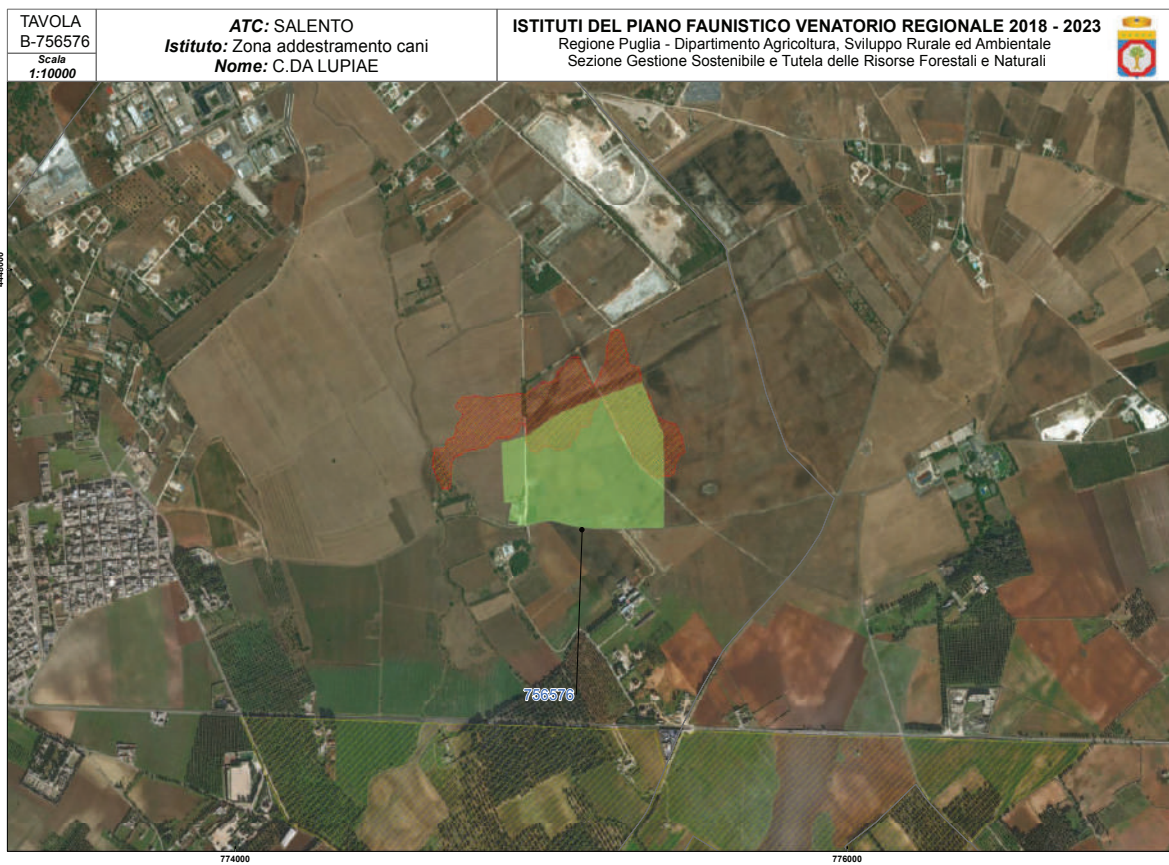 TAVOLA
B-756576
Scala
1:10000
ATC: SALENTO
Istituto: Zona addestramento cani
Nome: C.DA LUPIAE
ISTITUTI DEL PIANO FAUNISTICO VENATORIO REGIONALE 2018 - 2023
Regione Puglia - Dipartimento Agricoltura, Sviluppo Rurale ed Ambientale
Sezione Gestione Sostenibile e Tutela delle Risorse Forestali e Naturali
756576
774000
776000